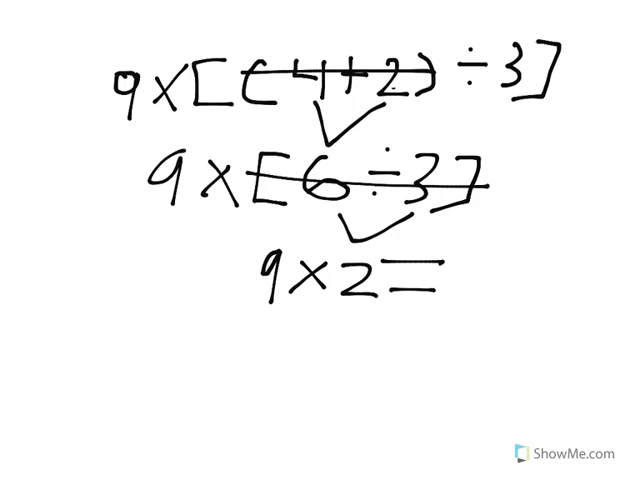 9 × [(4+2) ÷ 3]
9 × [6 ÷ 3]
9 × 2 =
ShowMe.com